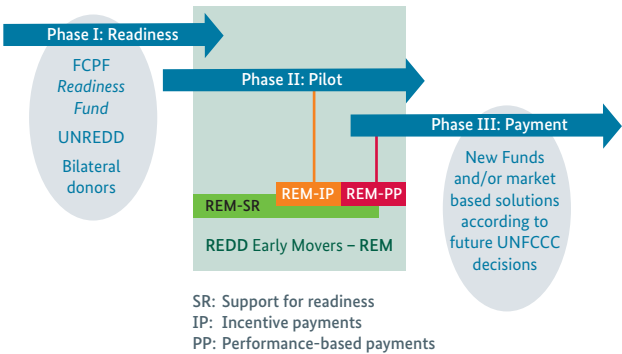 Phase I: Readiness
FCPF
Readiness
Fund
UNREDD
Bilateral
donors
Phase II: Pilot
Phase III: Payment
New Funds
and/or market
based solutions
according to
future UNFCCC
decisions
REM-IP
REM-PP
REM-SR
REDD Early Movers – REM
SR: Support for readiness
IP: Incentive payments
PP: Performance-based payments